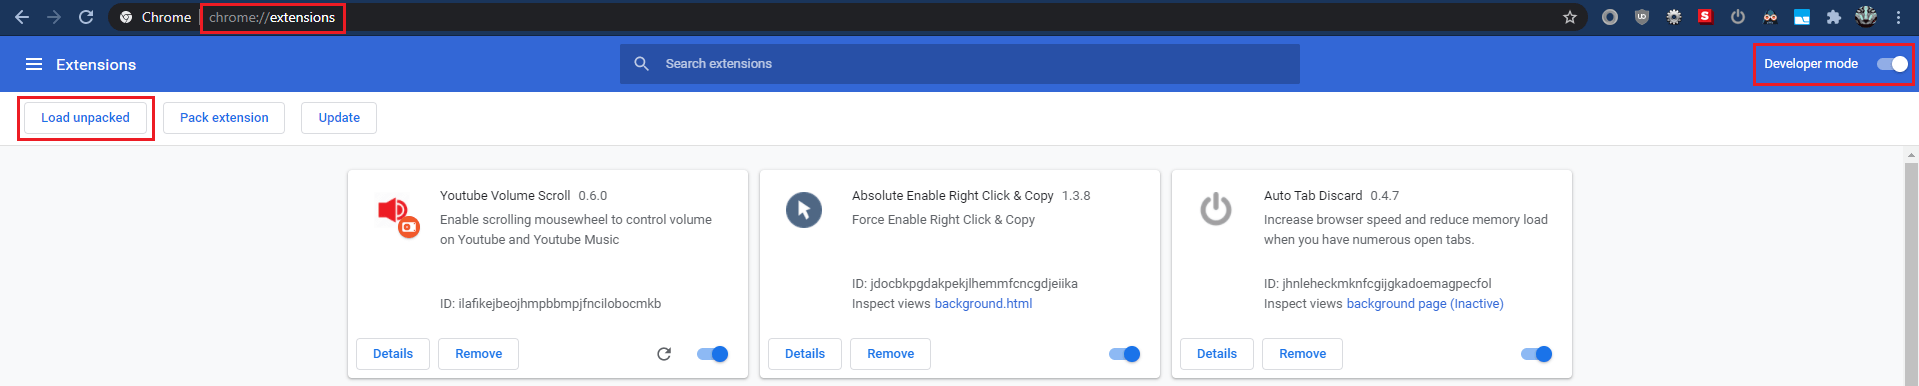 Chrome | chrome://extensions
Extensions
Search extensions
Developer mode
Load unpacked
Pack extension
Update
Youtube Volume Scroll 0.6.0
Enable scrolling mousewheel to control volume
on Youtube and Youtube Music
ID: ilafikejbeojhmpbbmpjfncilobocmkb
Details
Remove
Absolute Enable Right Click & Copy 1.3.8
Force Enable Right Click & Copy
ID: jdocbkpgdakpekjlhemmfcncgdjeiika
Inspect views background.html
Details
Remove
Auto Tab Discard 0.4.7
Increase browser speed and reduce memory load
when you have numerous open tabs.
ID: jhnleheckmknfcgijgkadoemagpecfol
Inspect views background page (Inactive)
Details
Remove